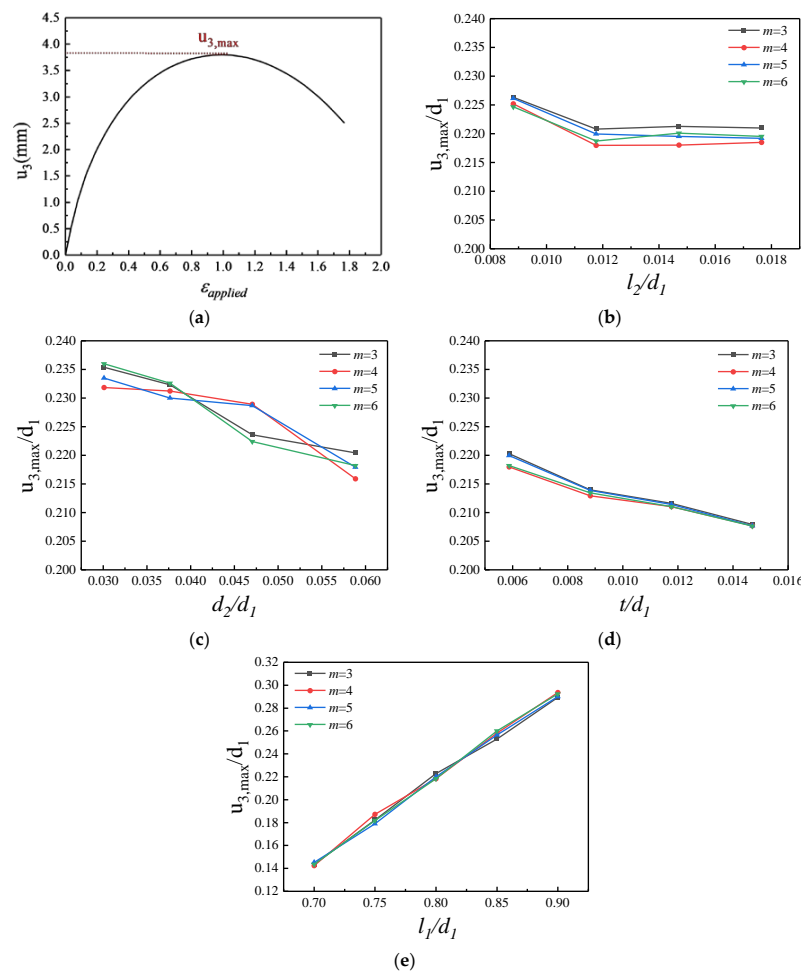 4.5
4.0
3.5
3.0
2.5
2.0
1.5
1.0
0.5
0.0
u3(mm)
u3,max
0.0 0.2 0.4 0.6 0.8 1.0 1.2 1.4 1.6 1.8 2.0
εapplied
(a)
0.240
0.235
0.230
0.225
0.220
0.215
0.210
0.205
0.200
u3,max/d1
m=3
m=4
m=5
m=6
0.008 0.010 0.012 0.014 0.016 0.018
l2/d1
(b)
0.240
0.235
0.230
0.225
0.220
0.215
0.210
0.205
0.200
u3,max/d1
m=3
m=4
m=5
m=6
0.030 0.035 0.040 0.045 0.050 0.055 0.060
d2/d1
(c)
0.240
0.235
0.230
0.225
0.220
0.215
0.210
0.205
0.200
u3,max/d1
m=3
m=4
m=5
m=6
0.006 0.008 0.010 0.012 0.014 0.016
t/d1
(d)
0.32
0.30
0.28
0.26
0.24
0.22
0.20
0.18
0.16
0.14
0.12
u3,max/d1
m=3
m=4
m=5
m=6
0.70 0.75 0.80 0.85 0.90
l1/d1
(e)